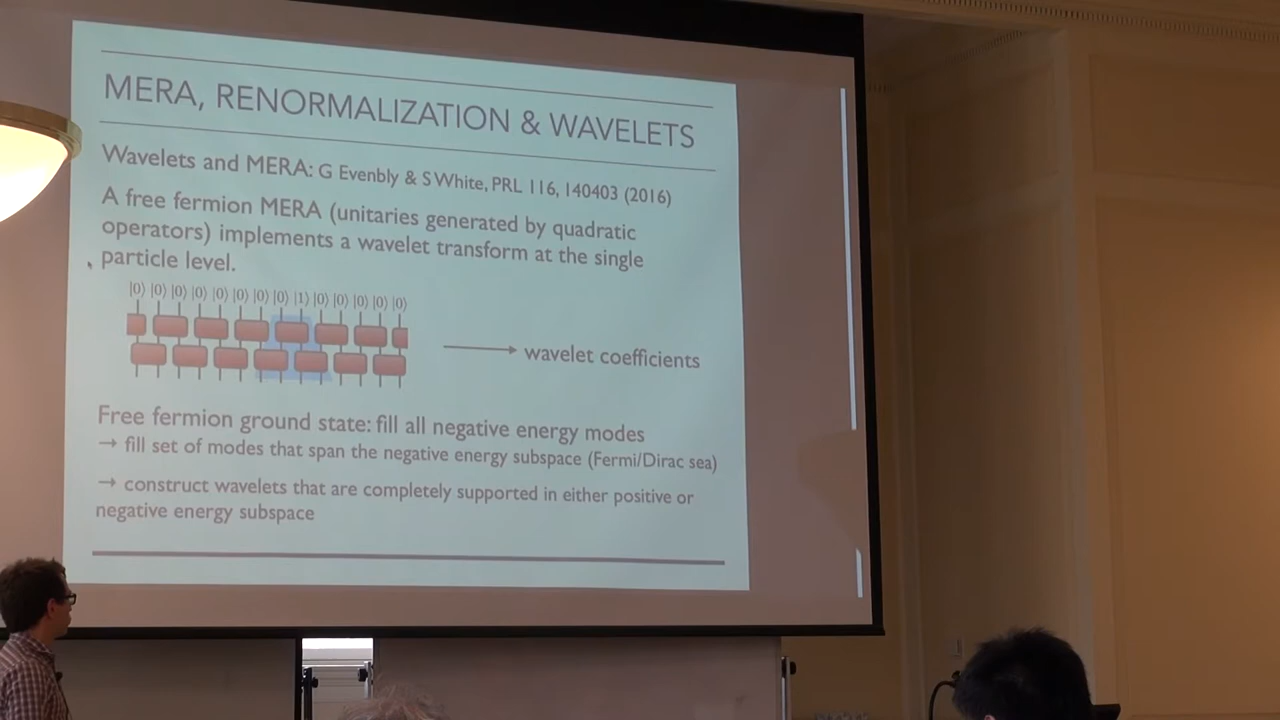 MERA, RENORMALIZATION & WAVELETS
Wavelets and MERA: G Evenbly & S White, PRL 116, 140403 (2016)
A free fermion MERA (unitaries generated by quadratic
operators) implements a wavelet transform at the single
particle level.
|0⟩ |0⟩ |0⟩ |0⟩ |0⟩ |0⟩ |0⟩ |0⟩ |1⟩ |0⟩ |0⟩ |0⟩ |0⟩ |0⟩
→ wavelet coefficients
Free fermion ground state: fill all negative energy modes
→ fill set of modes that span the negative energy subspace (Fermi/Dirac sea)
→ construct wavelets that are completely supported in either positive or
negative energy subspace